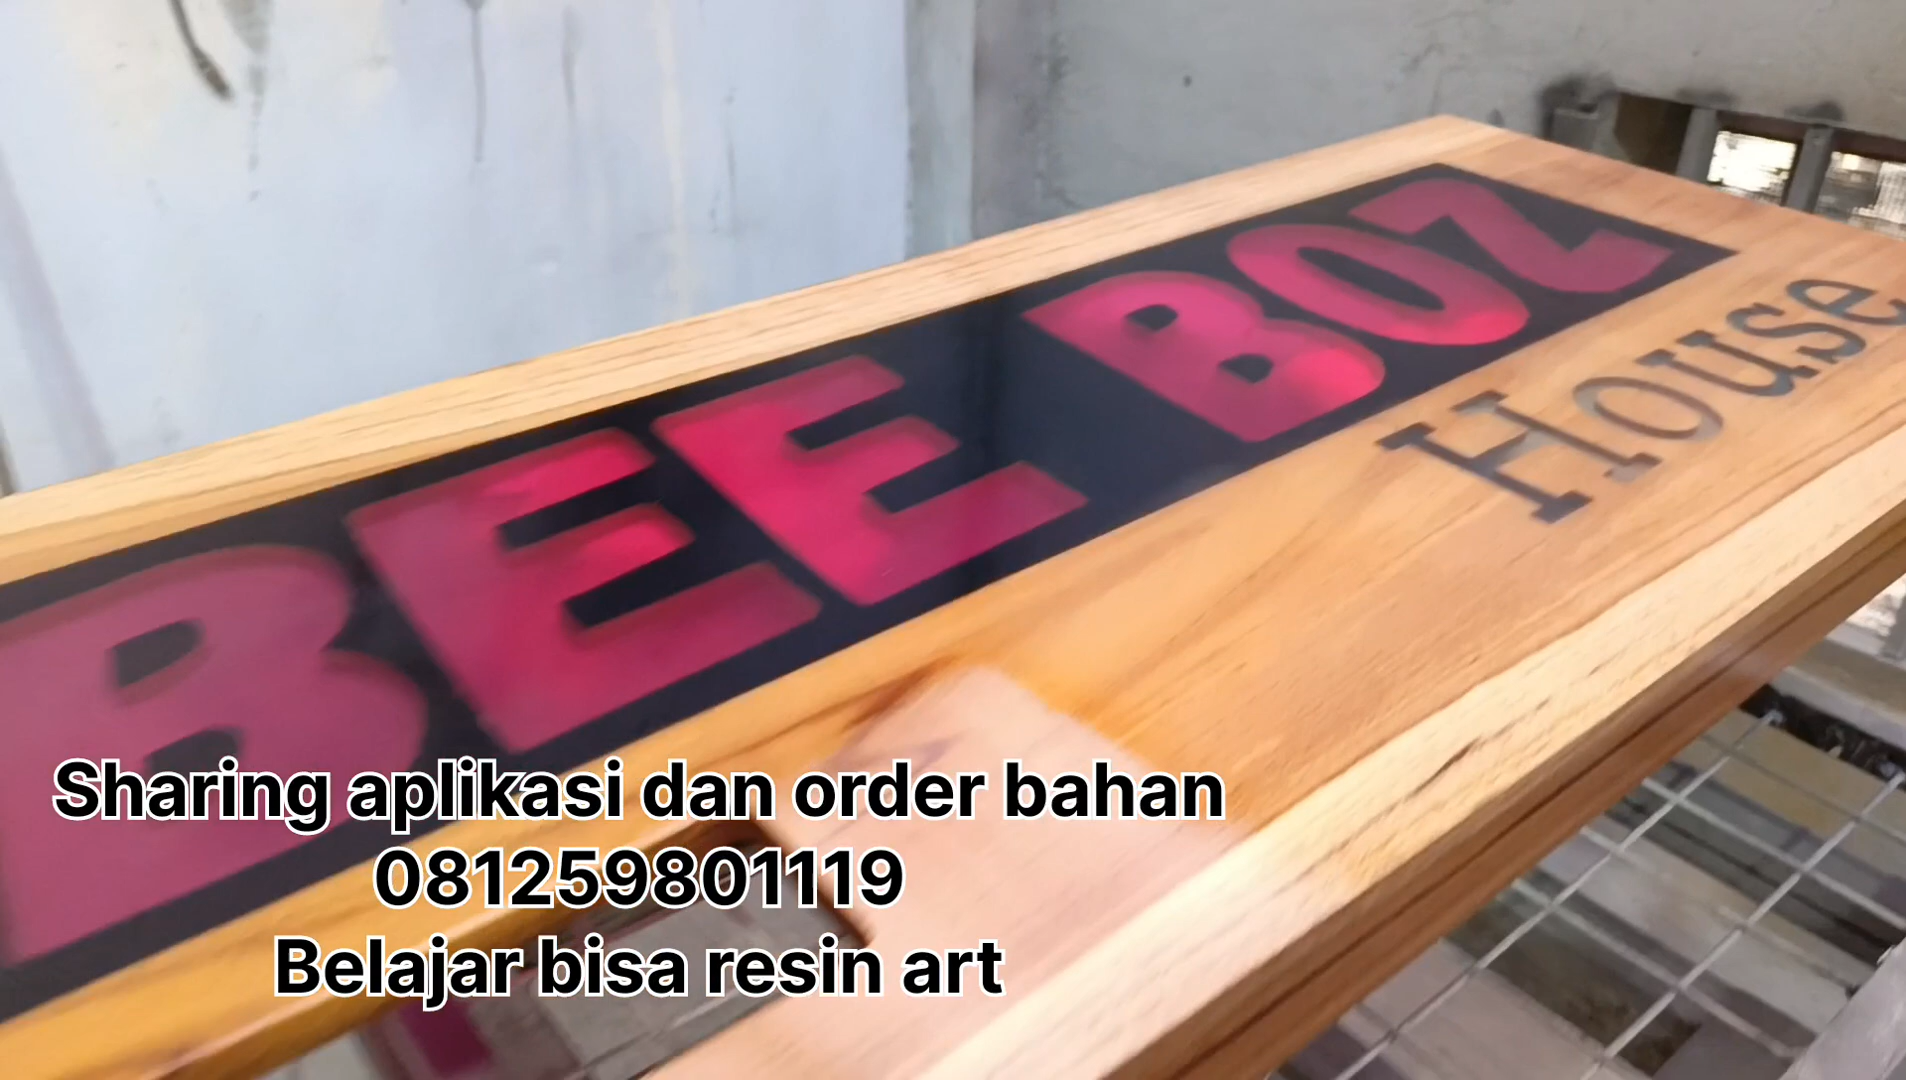 BEE BOZ
House
Sharing aplikasi dan order bahan
081259801119
Belajar bisa resin art